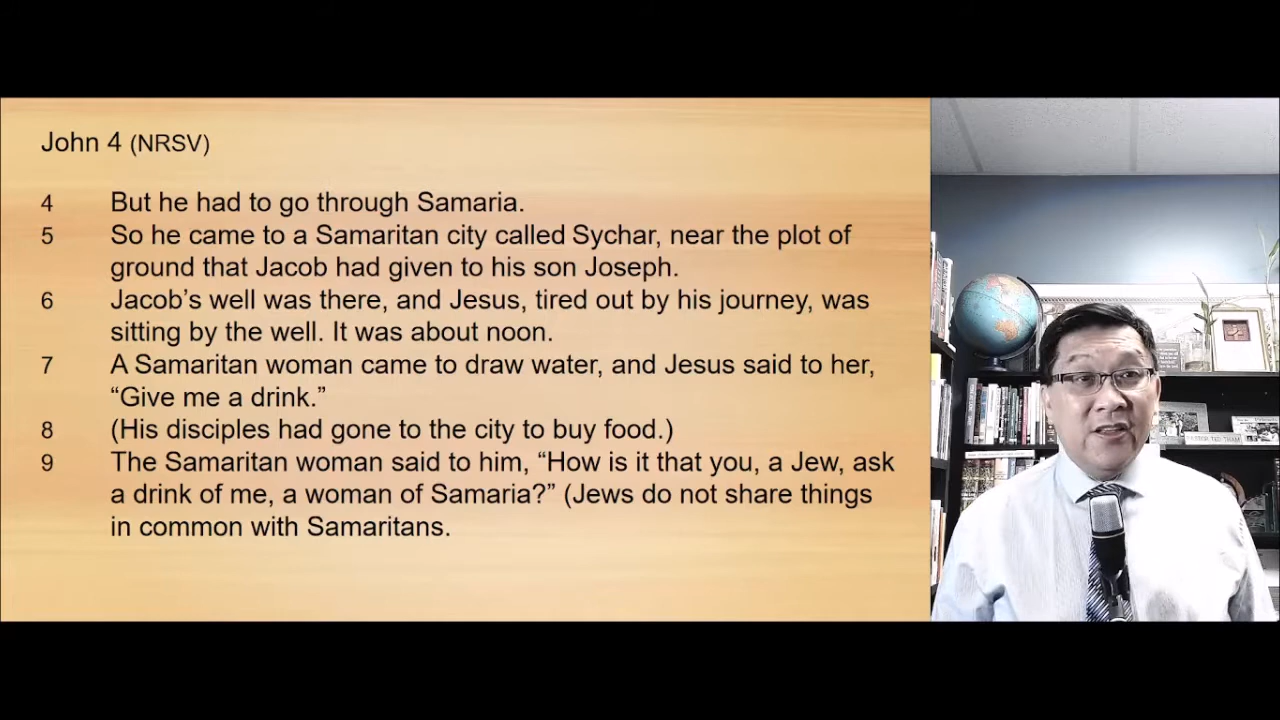 John 4 (NRSV)
4 But he had to go through Samaria.
5 So he came to a Samaritan city called Sychar, near the plot of
ground that Jacob had given to his son Joseph.
6 Jacob’s well was there, and Jesus, tired out by his journey, was
sitting by the well. It was about noon.
7 A Samaritan woman came to draw water, and Jesus said to her,
“Give me a drink.”
8 (His disciples had gone to the city to buy food.)
9 The Samaritan woman said to him, “How is it that you, a Jew, ask
a drink of me, a woman of Samaria?” (Jews do not share things
in common with Samaritans.